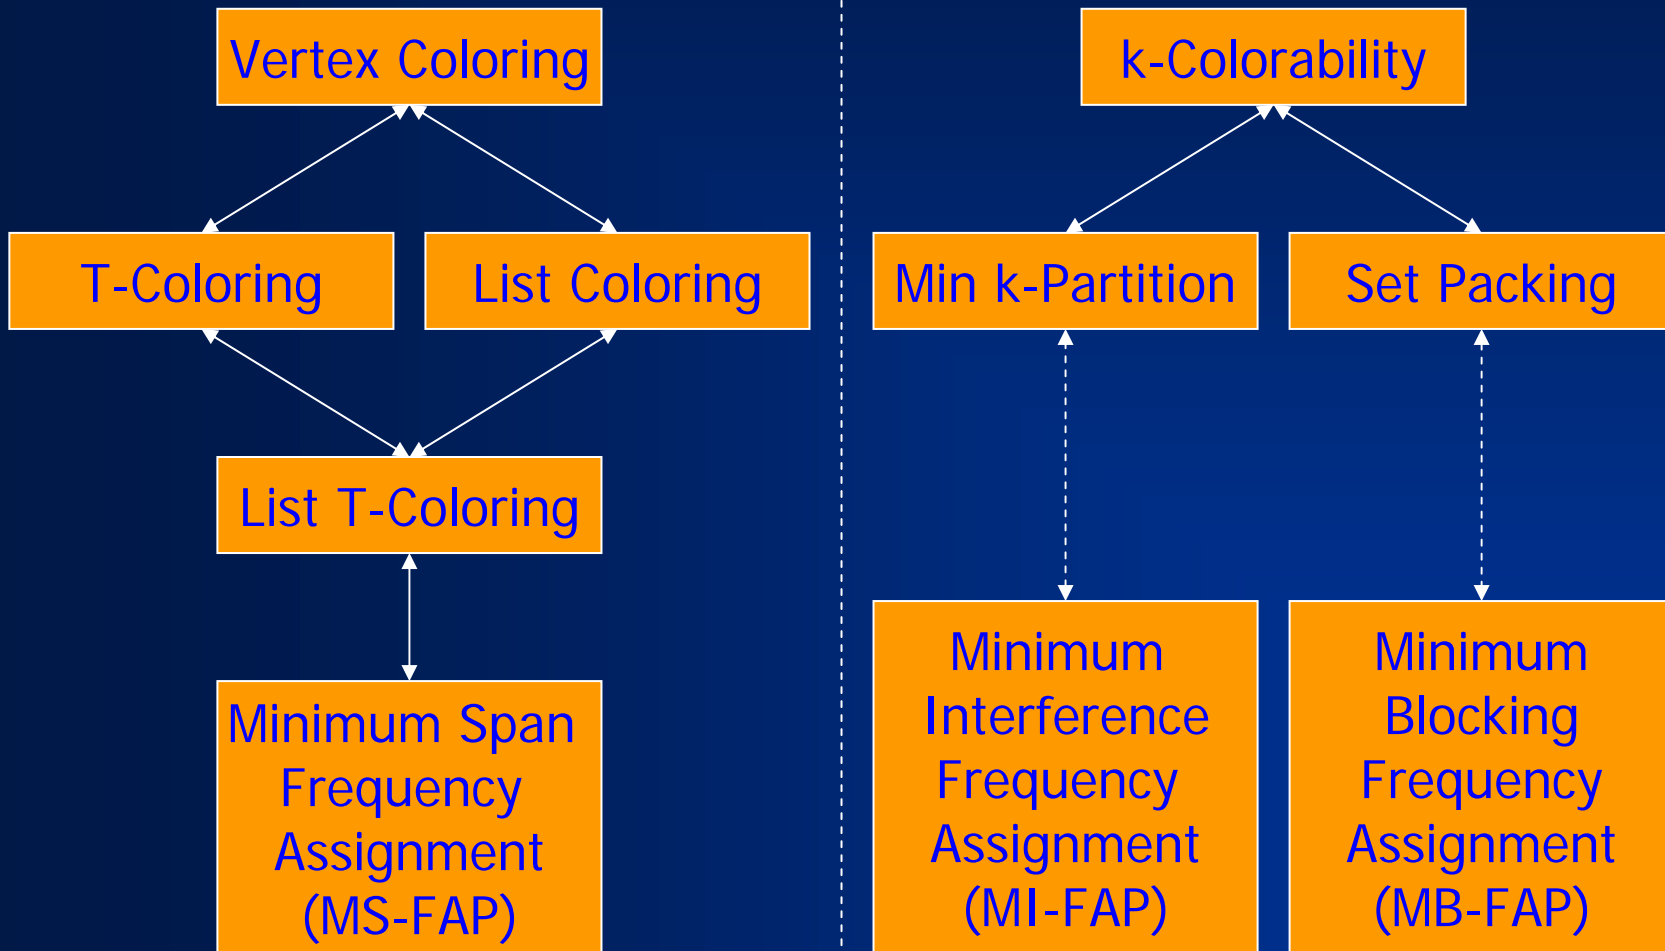 Vertex Coloring
k-Colorability
T-Coloring
List Coloring
Min k-Partition
Set Packing
List T-Coloring
Minimum Span
Frequency
Assignment
(MS-FAP)
Minimum
Interference
Frequency
Assignment
(MI-FAP)
Minimum
Blocking
Frequency
Assignment
(MB-FAP)